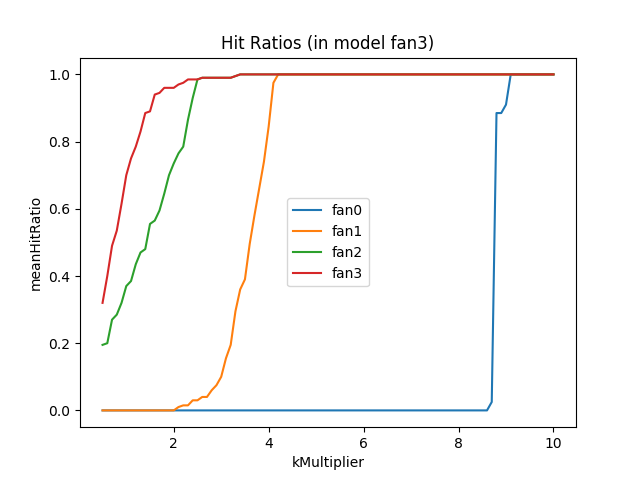 Hit Ratios (in model fan3)
meanHitRatio
1.0
0.8
0.6
0.4
0.2
0.0
fan0
fan1
fan2
fan3
2 4 6 8 10
kMultiplier